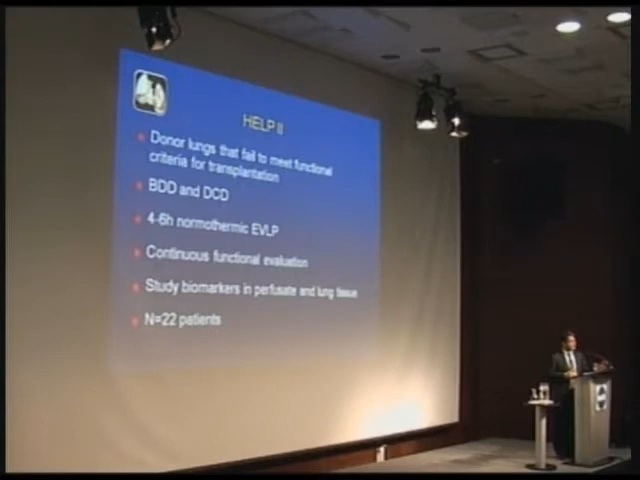 HELP II
Donor lungs that fail to meet functional
criteria for transplantation
BDD and DCD
4-6h normothermic EVLP
Continuous functional evaluation
Study biomarkers in perfusate and lung tissue
N=22 patients